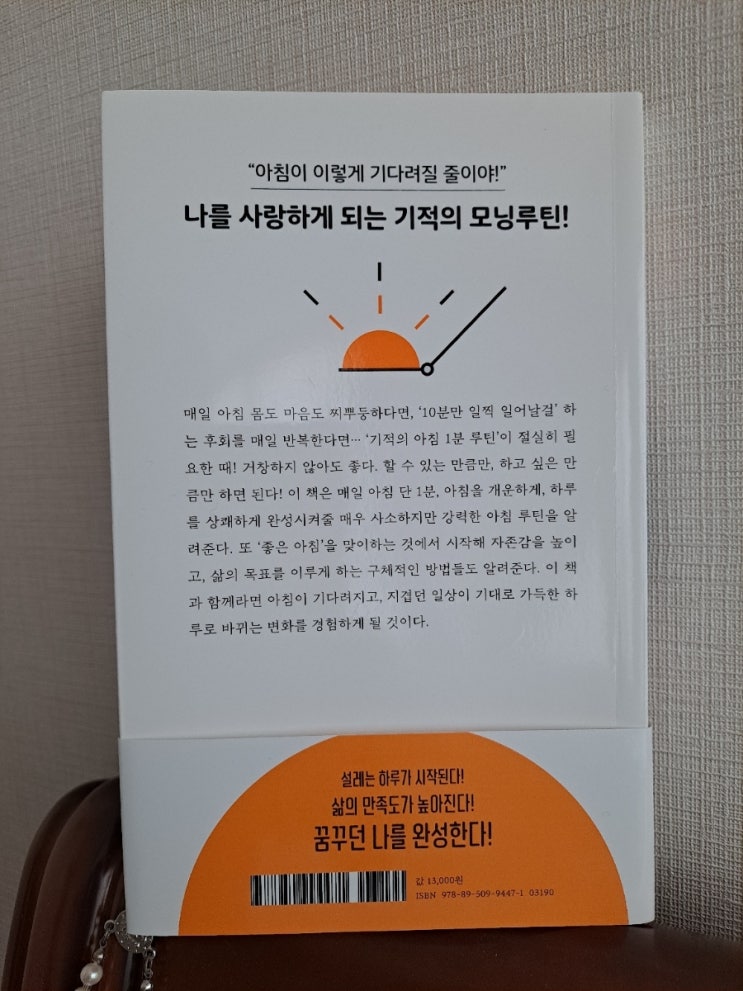 “아침이 이렇게 기다려질 줄이야!”
나를 사랑하게 되는 기적의 모닝루틴!
매일 아침 몸도 마음도 찌뿌둥하다면, ‘10분만 일찍 일어날걸’ 하
는 후회를 매일 반복한다면… ‘기적의 아침 1분 루틴’이 절실히 필
요한 때! 거창하지 않아도 좋다. 할 수 있는 만큼만, 하고 싶은 만
큼만 하면 된다! 이 책은 매일 아침 단 1분, 아침을 개운하게, 하루
를 상쾌하게 완성시켜줄 매우 사소하지만 강력한 아침 루틴을 알
려준다. 또 ‘좋은 아침’을 맞이하는 것에서 시작해 자존감을 높이
고, 삶의 목표를 이루게 하는 구체적인 방법들도 알려준다. 이 책
과 함께라면 아침이 기다려지고, 지겹던 일상이 기대로 가득한 하
루로 바뀌는 변화를 경험하게 될 것이다.
설레는 하루가 시작된다!
삶의 만족도가 높아진다!
꿈꾸던 나를 완성한다!
값 13,000원
ISBN 978-89-509-9447-1 03190